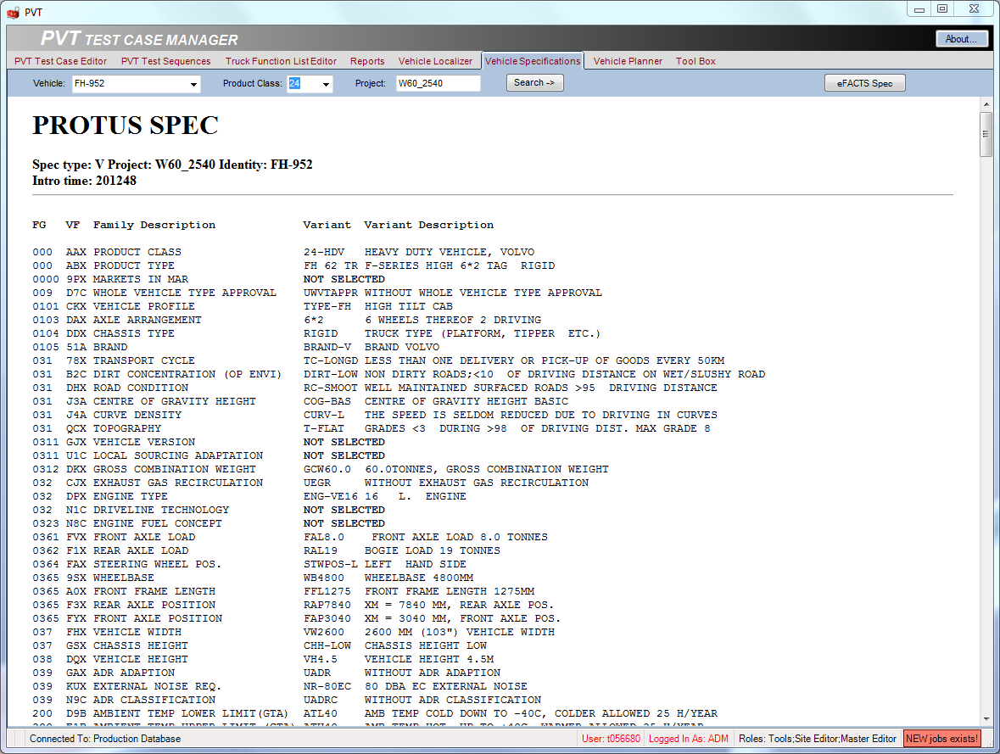 PVT
PVT TEST CASE MANAGER
About...
PVT Test Case Editor PVT Test Sequences Truck Function List Editor Reports Vehicle Localizer Vehicle Specifications Vehicle Planner Tool Box
Vehicle: FH-952 Product Class: 24 Project: W60_2540 Search -> eFACTS Spec
PROTUS SPEC
Spec type: V Project: W60_2540 Identity: FH-952
Intro time: 201248
FG VF Family Description Variant Variant Description
000 AAX PRODUCT CLASS 24-HDV HEAVY DUTY VEHICLE, VOLVO
000 ABX PRODUCT TYPE FH 62 TR F-SERIES HIGH 6*2 TAG RIGID
0000 9PX MARKETS IN MAR NOT SELECTED
009 D7C WHOLE VEHICLE TYPE APPROVAL UWVTAPPR WITHOUT WHOLE VEHICLE TYPE APPROVAL
0101 CKX VEHICLE PROFILE TYPE-FH HIGH TILT CAB
0103 DAX AXLE ARRANGEMENT 6*2 6 WHEELS THEREOF 2 DRIVING
0104 DDX CHASSIS TYPE RIGID TRUCK TYPE (PLATFORM, TIPPER ETC.)
0105 51A BRAND BRAND-V BRAND VOLVO
031 78X TRANSPORT CYCLE TC-LONGD LESS THAN ONE DELIVERY OR PICK-UP OF GOODS EVERY 50KM
031 B2C DIRT CONCENTRATION (OP ENVI) DIRT-LOW NON DIRTY ROADS;<10 OF DRIVING DISTANCE ON WET/SLUSHY ROAD
031 DHX ROAD CONDITION RC-SMOOT WELL MAINTAINED SURFACED ROADS >95 DRIVING DISTANCE
031 J3A CENTRE OF GRAVITY HEIGHT COG-BAS CENTRE OF GRAVITY HEIGHT BASIC
031 J4A CURVE DENSITY CURV-L THE SPEED IS SELDOM REDUCED DUE TO DRIVING IN CURVES
031 QCX TOPOGRAPHY T-FLAT GRADES <3 DURING >98 OF DRIVING DIST. MAX GRADE 8
0311 GJX VEHICLE VERSION NOT SELECTED
0311 U1C LOCAL SOURCING ADAPTATION NOT SELECTED
0312 DKX GROSS COMBINATION WEIGHT GCW60.0 60.0TONNES, GROSS COMBINATION WEIGHT
032 CJX EXHAUST GAS RECIRCULATION UEGR WITHOUT EXHAUST GAS RECIRCULATION
032 DPX ENGINE TYPE ENG-VE16 16 L. ENGINE
032 N1C DRIVELINE TECHNOLOGY NOT SELECTED
0323 N8C ENGINE FUEL CONCEPT NOT SELECTED
0361 FVX FRONT AXLE LOAD FAL8.0 FRONT AXLE LOAD 8.0 TONNES
0362 F1X REAR AXLE LOAD RAL19 BOGIE LOAD 19 TONNES
0364 FAX STEERING WHEEL POS. STWPOS-L LEFT HAND SIDE
0365 9SX WHEELBASE WB4800 WHEELBASE 4800MM
0365 A0X FRONT FRAME LENGTH FFL1275 FRONT FRAME LENGTH 1275MM
0365 F3X REAR AXLE POSITION RAP7840 XM = 7840 MM, REAR AXLE POS.
0365 FYX FRONT AXLE POSITION FAP3040 XM = 3040 MM, FRONT AXLE POS.
037 FHX VEHICLE WIDTH VW2600 2600 MM (103") VEHICLE WIDTH
037 GSX CHASSIS HEIGHT CHH-LOW CHASSIS HEIGHT LOW
038 DQX VEHICLE HEIGHT VH4.5 VEHICLE HEIGHT 4.5M
039 GAX ADR ADAPTION UADR WITHOUT ADR ADAPTION
039 KUX EXTERNAL NOISE REQ. NR-80EC 80 DBA EC EXTERNAL NOISE
039 N9C ADR CLASSIFICATION UADRC WITHOUT ADR CLASSIFICATION
200 D9B AMBIENT TEMP LOWER LIMIT(GTA) ATL40 AMB TEMP COLD DOWN TO -40C, COLDER ALLOWED 25 H/YEAR
Connected To: Production Database User: t056680 Logged In As: ADM Roles: Tools;Site Editor;Master Editor NEW jobs exists!